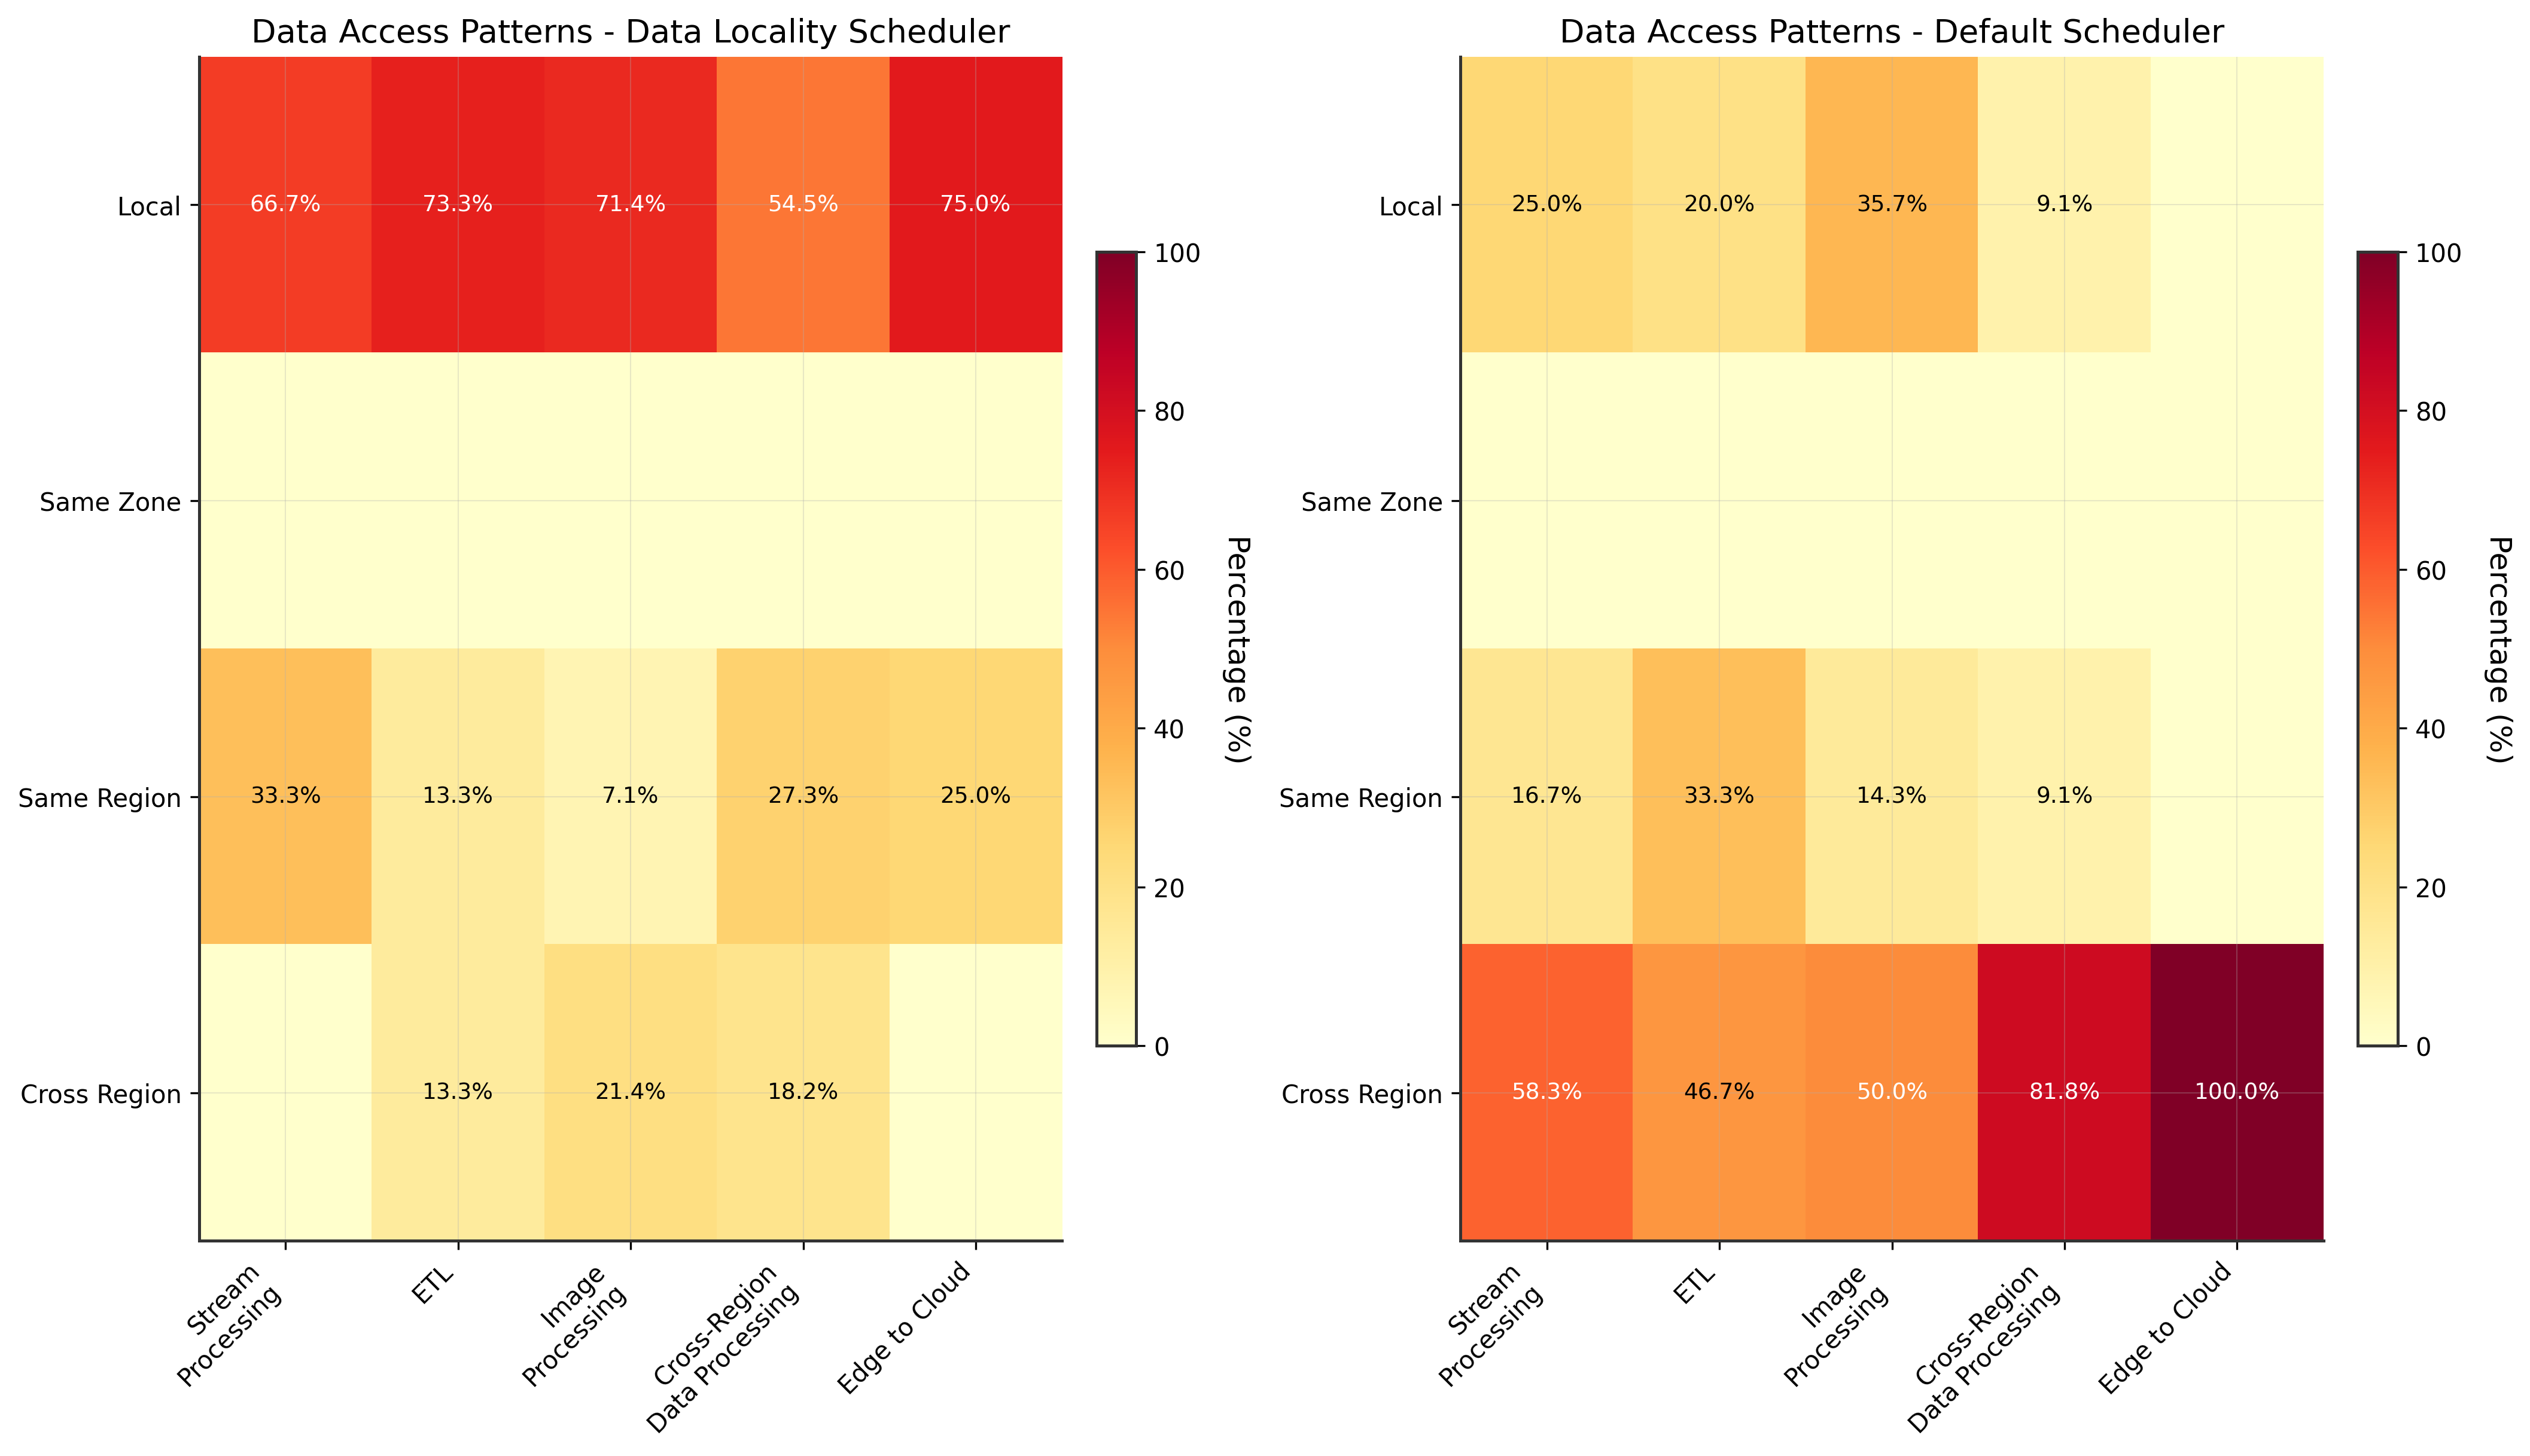 Data Access Patterns - Data Locality Scheduler
Local
66.7% 73.3% 71.4% 54.5% 75.0%
Same Zone
Same Region
33.3% 13.3% 7.1% 27.3% 25.0%
Cross Region
13.3% 21.4% 18.2%
Stream
Processing
ETL
Image
Processing
Cross-Region
Data Processing
Edge to Cloud
100
80
60
40
20
0
Percentage (%)
Data Access Patterns - Default Scheduler
Local
25.0% 20.0% 35.7% 9.1%
Same Zone
Same Region
16.7% 33.3% 14.3% 9.1%
Cross Region
58.3% 46.7% 50.0% 81.8% 100.0%
Stream
Processing
ETL
Image
Processing
Cross-Region
Data Processing
Edge to Cloud
100
80
60
40
20
0
Percentage (%)